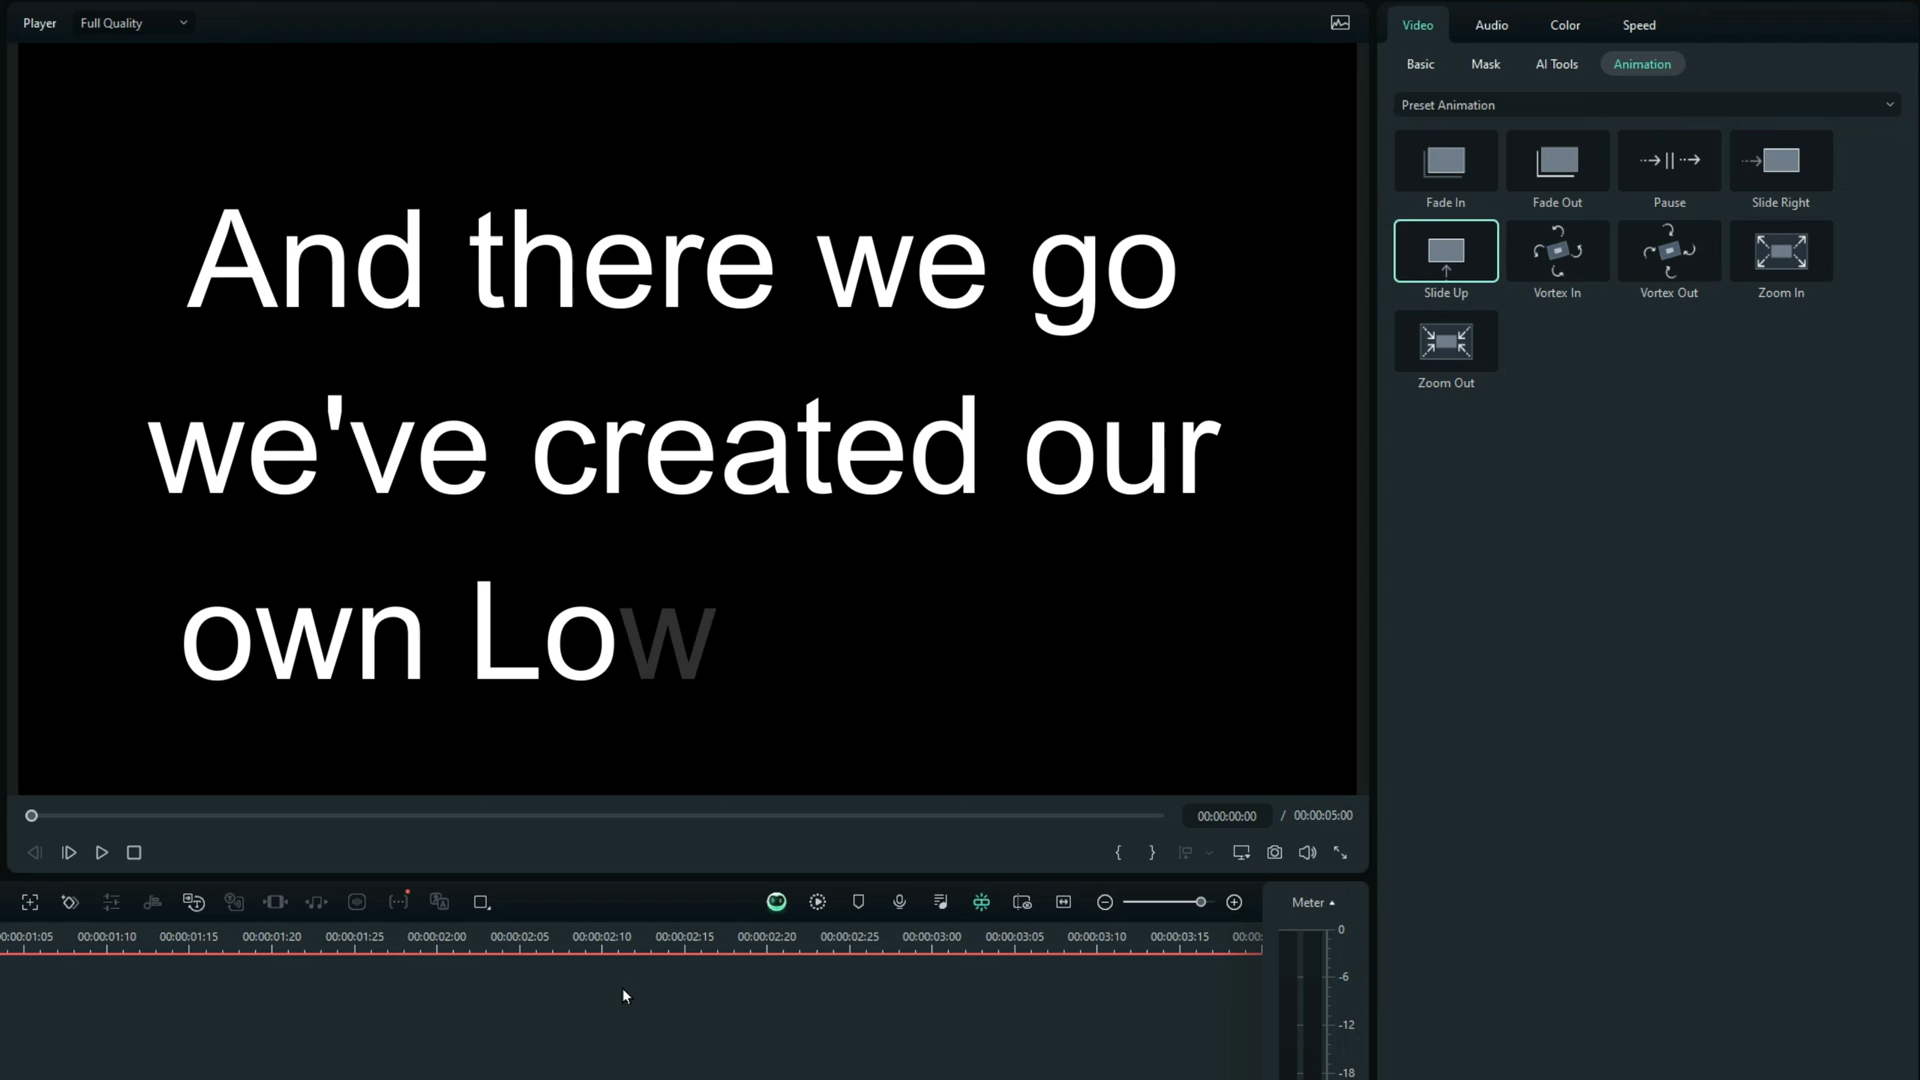 Player Full Quality
Video Audio Color Speed
Basic Mask AI Tools Animation
Preset Animation
Fade In Fade Out Pause Slide Right
Slide Up Vortex In Vortex Out Zoom In
Zoom Out
And there we go
we've created our
own Low
00:00:00:00 / 00:00:05:00
Meter
00:00:01:05 00:00:01:10 00:00:01:15 00:00:01:20 00:00:01:25 00:00:02:00 00:00:02:05 00:00:02:10 00:00:02:15 00:00:02:20 00:00:02:25 00:00:03:00 00:00:03:05 00:00:03:10 00:00:03:15 00:00:
0
-6
-12
-18